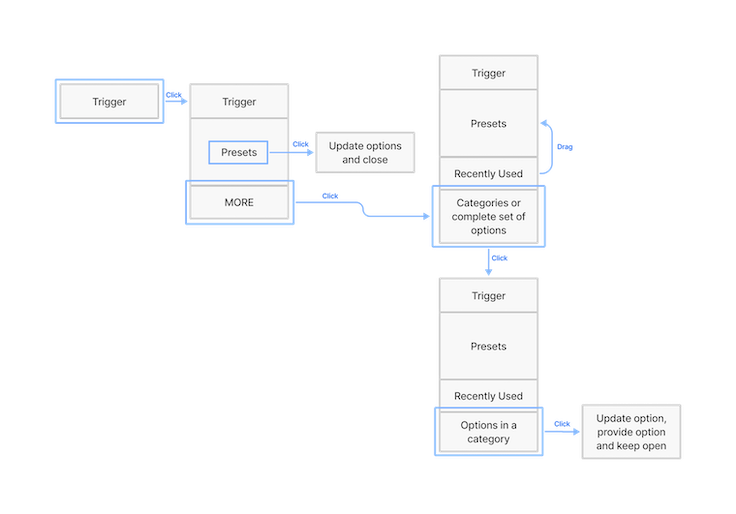 Trigger
Click
Trigger
Presets
Click
Update options
and close
MORE
Click
Trigger
Presets
Drag
Recently Used
Categories or
complete set of
options
Click
Trigger
Presets
Recently Used
Options in a
category
Click
Update option,
provide option
and keep open